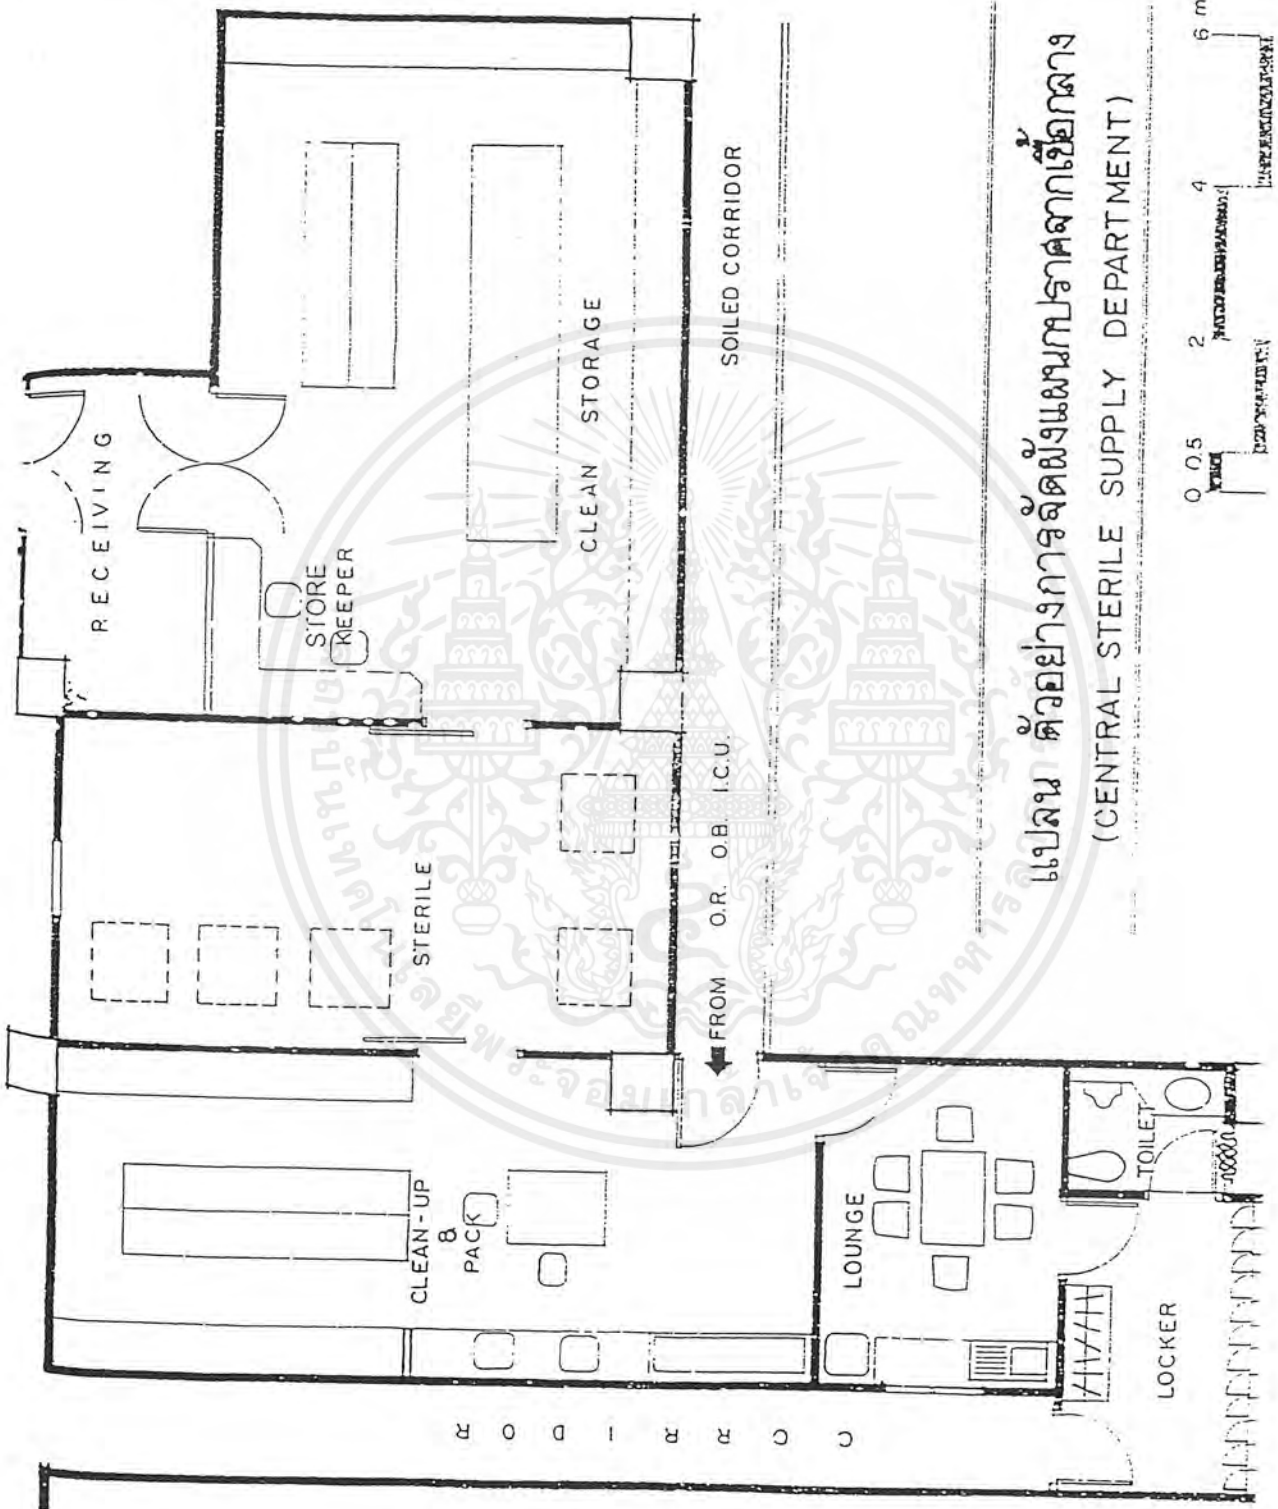 RECEIVING
STORE
KEEPER
CLEAN STORAGE
SOILED CORRIDOR
STERILE
FROM O.R. O.B. I.C.U.
CLEAN-UP
&
PACK
LOUNGE
TOILET
LOCKER
CORRIDOR
แปลน ตัวอย่างการจัดผังแผนกปราศจากเชื้อกลาง
(CENTRAL STERILE SUPPLY DEPARTMENT)
0 0.5 2 4 6 m